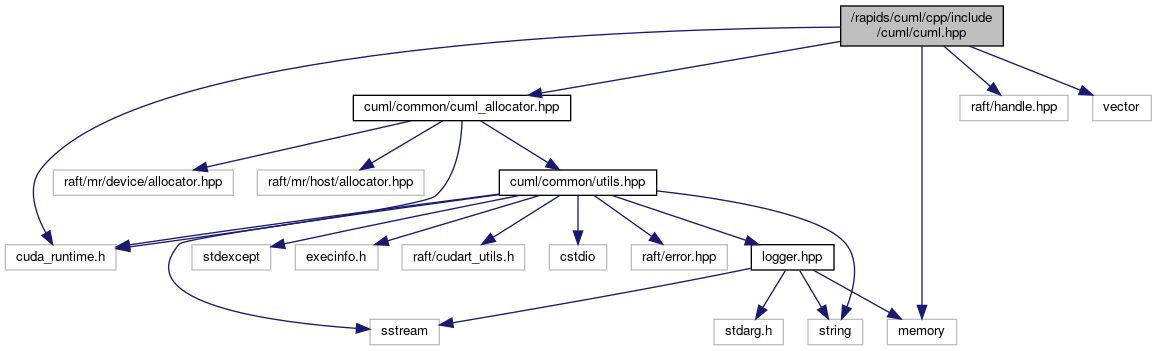 /rapids/cuml/cpp/include
/cuml/cuml.hpp
cuml/common/cuml_allocator.hpp
raft/handle.hpp
vector
raft/mr/device/allocator.hpp
raft/mr/host/allocator.hpp
cuml/common/utils.hpp
cuda_runtime.h
stdexcept
execinfo.h
raft/cudart_utils.h
cstdio
raft/error.hpp
logger.hpp
sstream
stdarg.h
string
memory